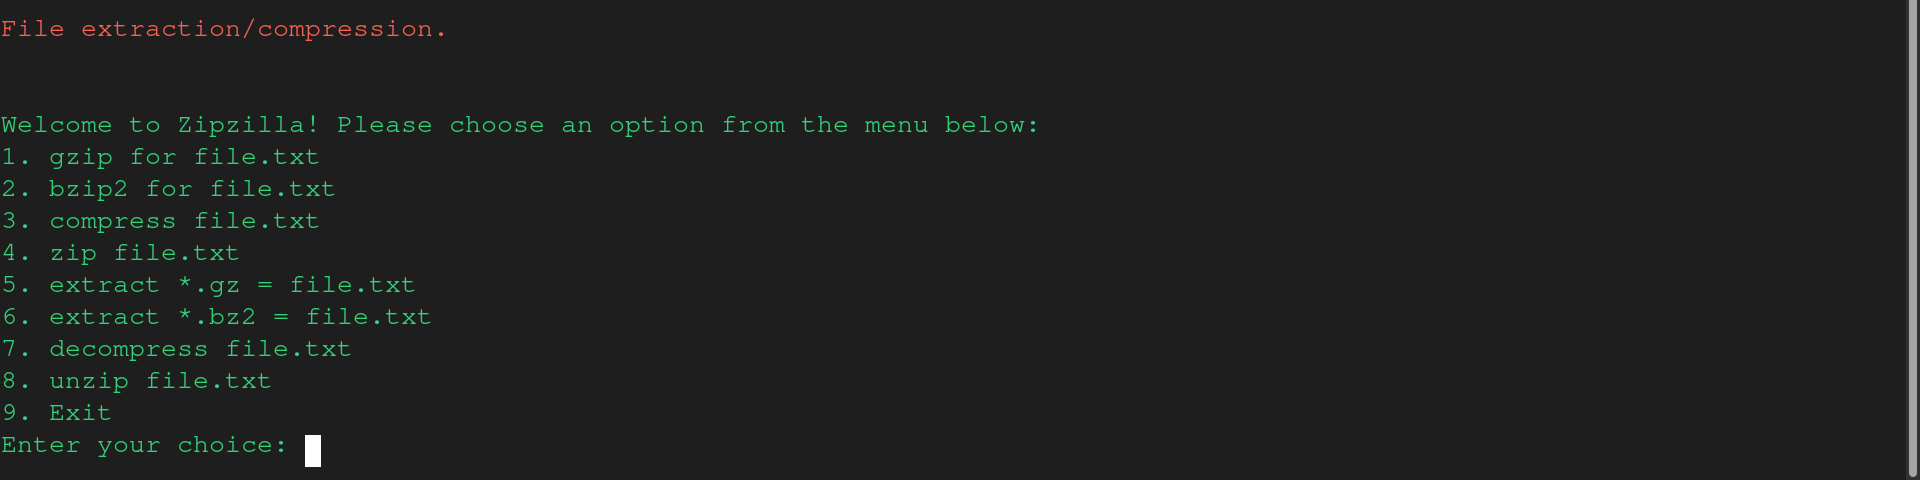 File extraction/compression.
Welcome to Zipzilla! Please choose an option from the menu below:
1. gzip for file.txt
2. bzip2 for file.txt
3. compress file.txt
4. zip file.txt
5. extract *.gz = file.txt
6. extract *.bz2 = file.txt
7. decompress file.txt
8. unzip file.txt
9. Exit
Enter your choice: